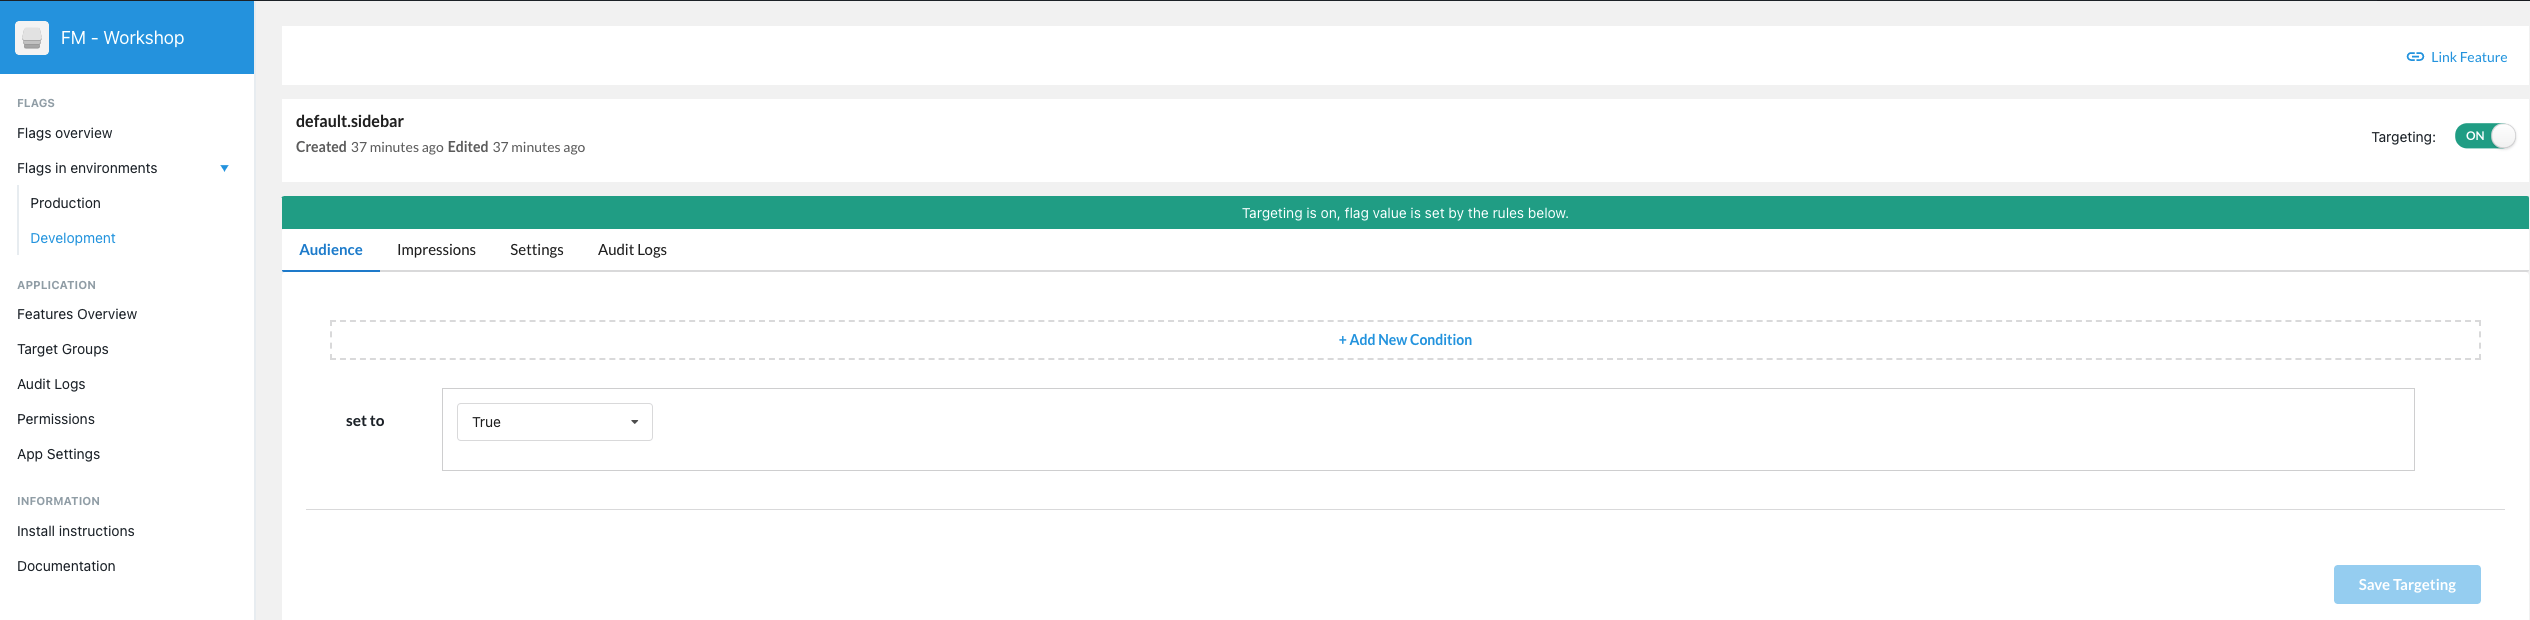 FM - Workshop
FLAGS
Flags overview
Flags in environments
Production
Development
APPLICATION
Features Overview
Target Groups
Audit Logs
Permissions
App Settings
INFORMATION
Install instructions
Documentation
Link Feature
default.sidebar
Created 37 minutes ago Edited 37 minutes ago
Targeting: ON
Targeting is on, flag value is set by the rules below.
Audience Impressions Settings Audit Logs
+ Add New Condition
set to True
Save Targeting